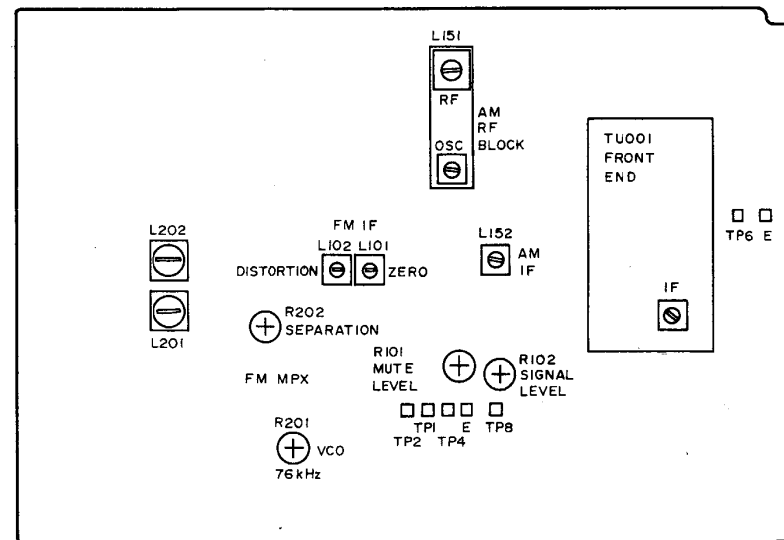 L151
RF
AM
RF
BLOCK
OSC
TU001
FRONT
END
TP6 E
L202
FM IF
L102 L101
DISTORTION
ZERO
L152
AM
IF
IF
L201
R202
SEPARATION
R101
MUTE
LEVEL
R102
SIGNAL
LEVEL
FM MPX
TP1 E TP8
TP2 TP4
R201
VCO
76kHz